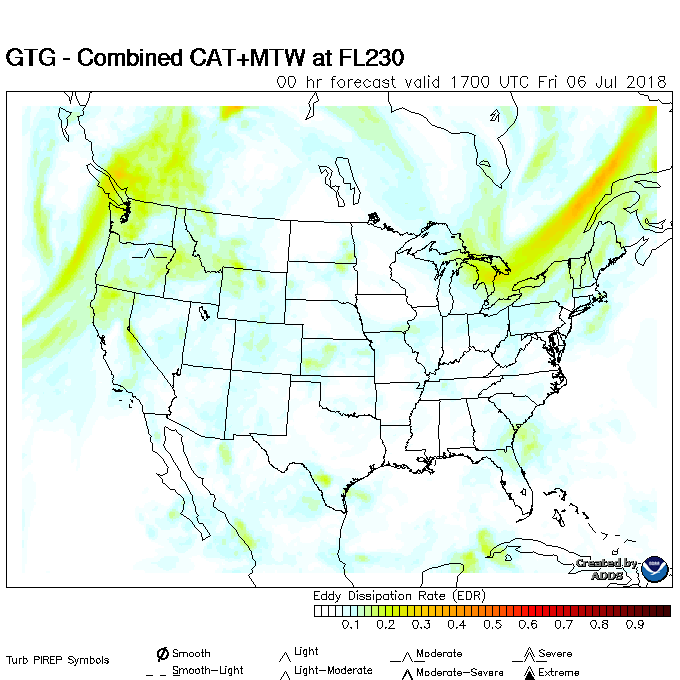 GTG - Combined CAT+MTW at FL230
00 hr forecast valid 1700 UTC Fri 06 Jul 2018
Created by
ADDS
Eddy Dissipation Rate (EDR)
0.1 0.2 0.3 0.4 0.5 0.6 0.7 0.8 0.9
Turb PIREP Symbols
Smooth Light Moderate Severe
Smooth-Light Light-Moderate Moderate-Severe Extreme